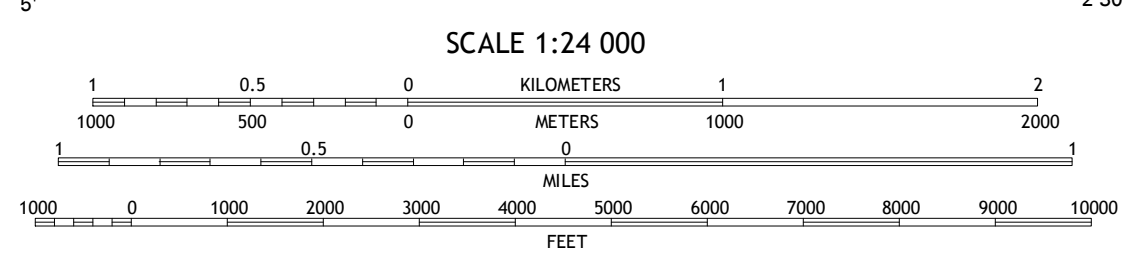 5'
2'30
SCALE 1:24 000
1 0.5 0 KILOMETERS 1 2
1000 500 0 METERS 1000 2000
1 0.5 0 1
MILES
1000 0 1000 2000 3000 4000 5000 6000 7000 8000 9000 10000
FEET